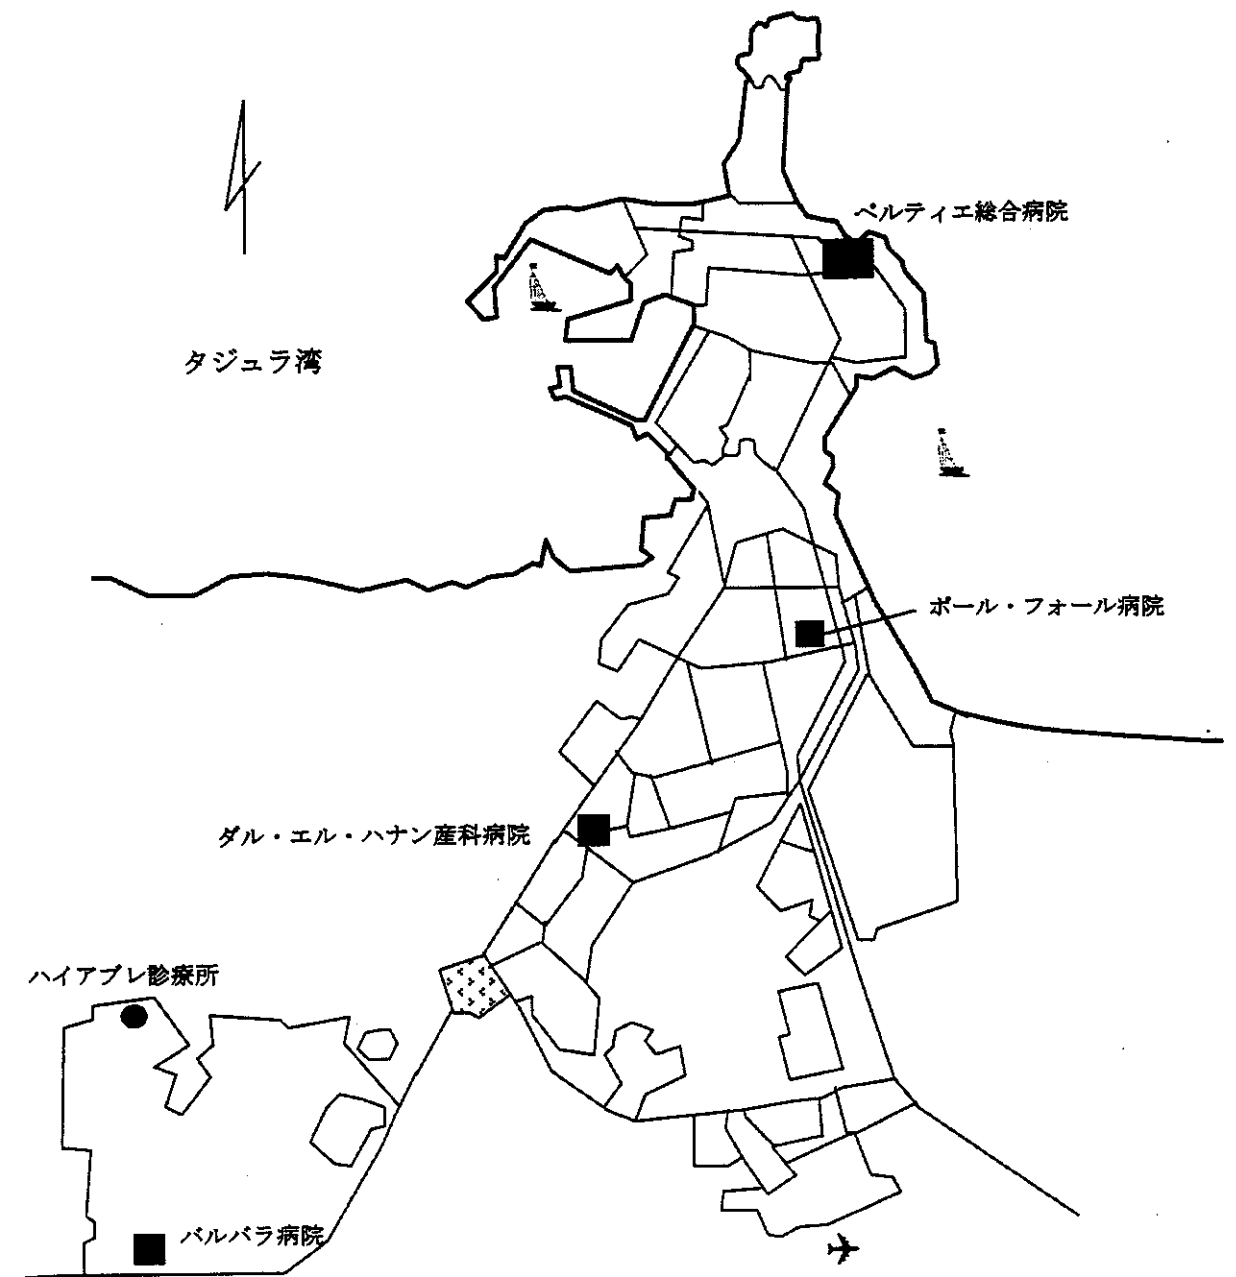 ペルティエ総合病院
タジュラ湾
ポール・フォール病院
ダル・エル・ハナン産科病院
ハイアブレ診療所
バルバラ病院